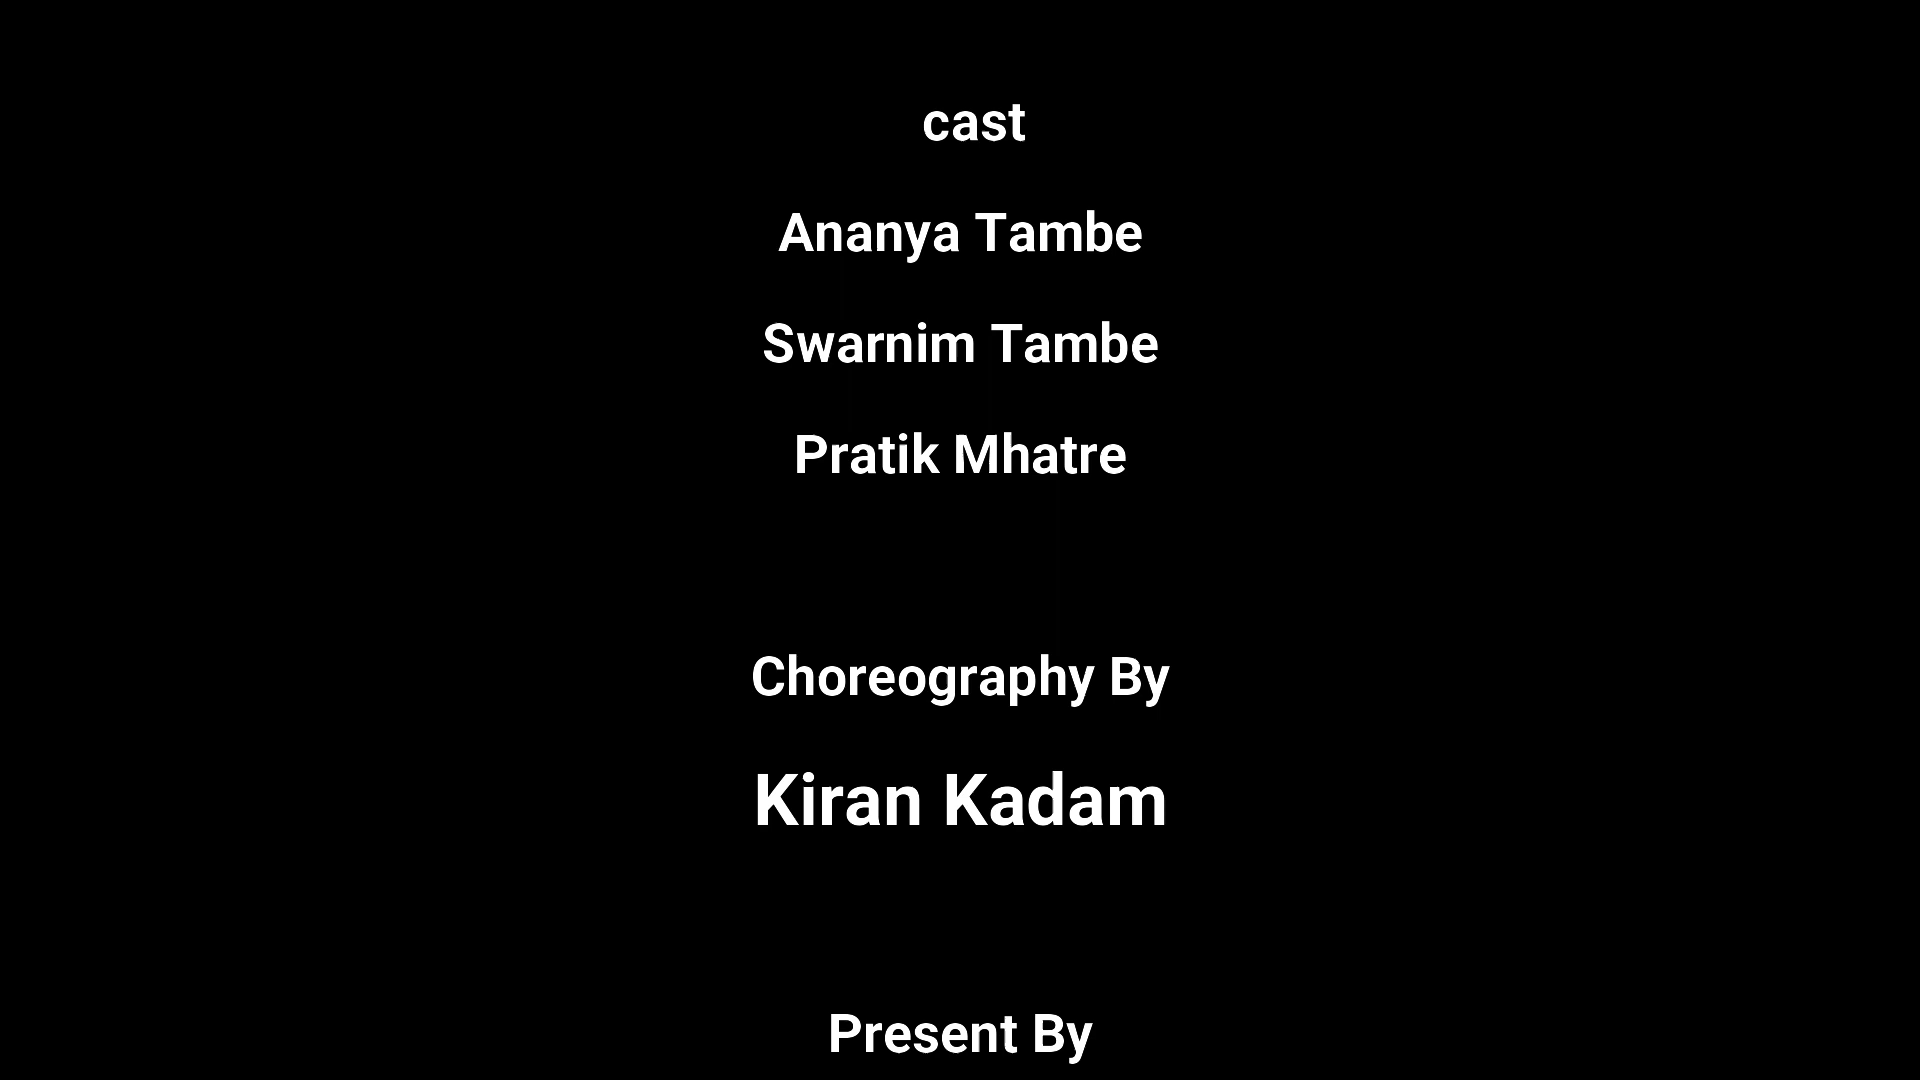 cast
Ananya Tambe
Swarnim Tambe
Pratik Mhatre
Choreography By
Kiran Kadam
Present By